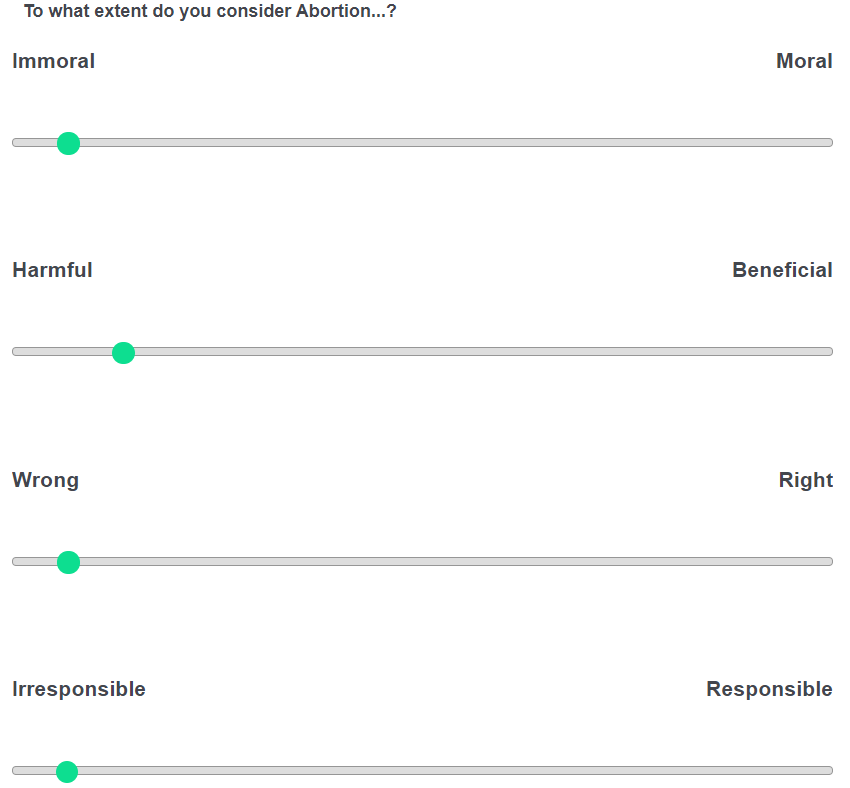 To what extent do you consider Abortion...?
Immoral Moral
Harmful Beneficial
Wrong Right
Irresponsible Responsible